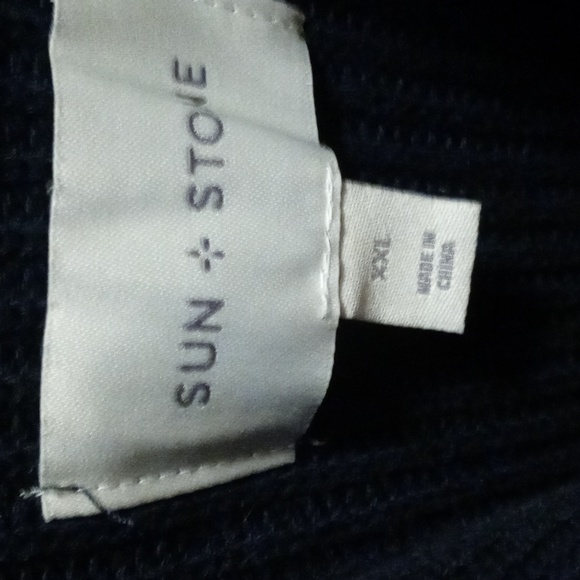 SUN + STONE
XXL
MADE IN
CHINA